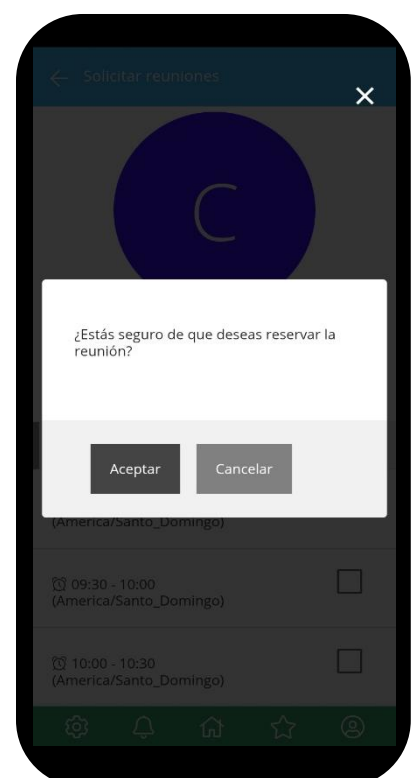 Solicitar reuniones
C
¿Estás seguro de que deseas reservar la
reunión?
Aceptar Cancelar
(America/Santo_Domingo)
09:30 - 10:00
(America/Santo_Domingo)
10:00 - 10:30
(America/Santo_Domingo)